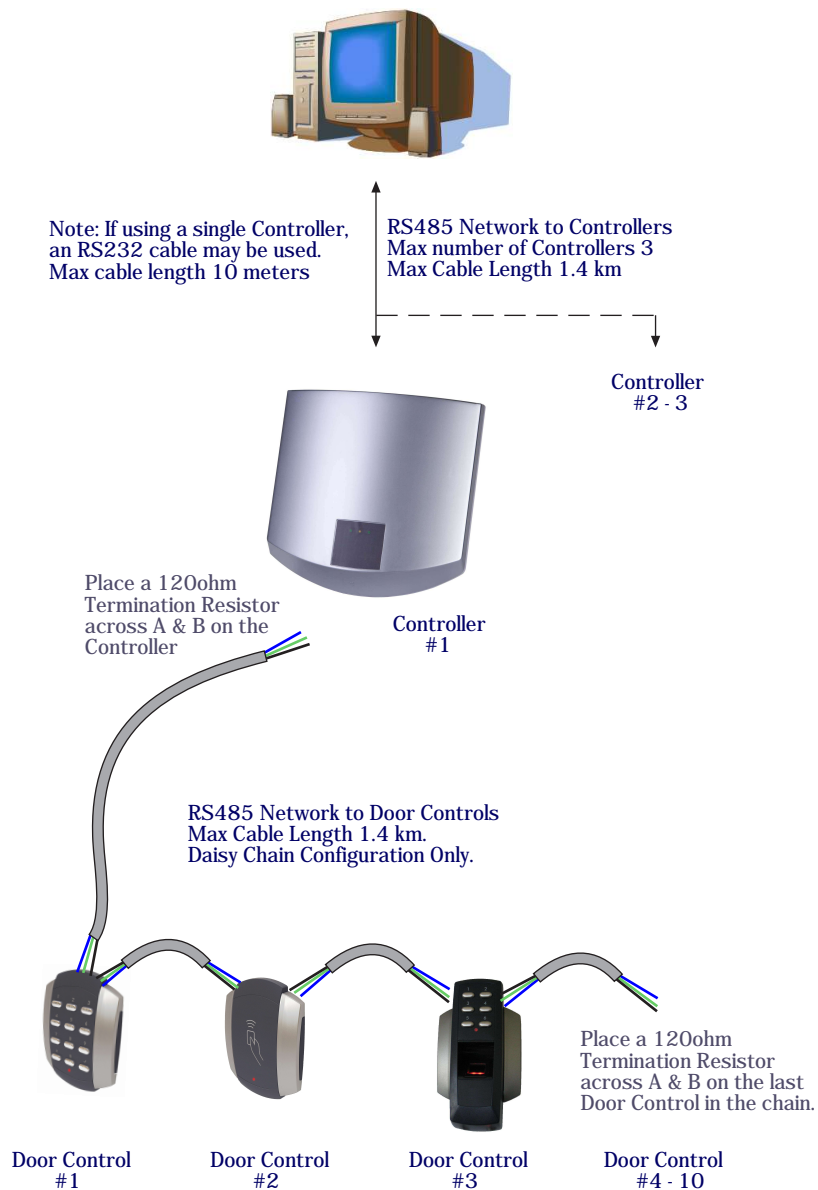 Note: If using a single Controller,
an RS232 cable may be used.
Max cable length 10 meters
RS485 Network to Controllers
Max number of Controllers 3
Max Cable Length 1.4 km
Controller
#2 - 3
Place a 120ohm
Termination Resistor
across A & B on the
Controller
Controller
#1
RS485 Network to Door Controls
Max Cable Length 1.4 km.
Daisy Chain Configuration Only.
Place a 120ohm
Termination Resistor
across A & B on the last
Door Control in the chain.
Door Control
#1
Door Control
#2
Door Control
#3
Door Control
#4 - 10